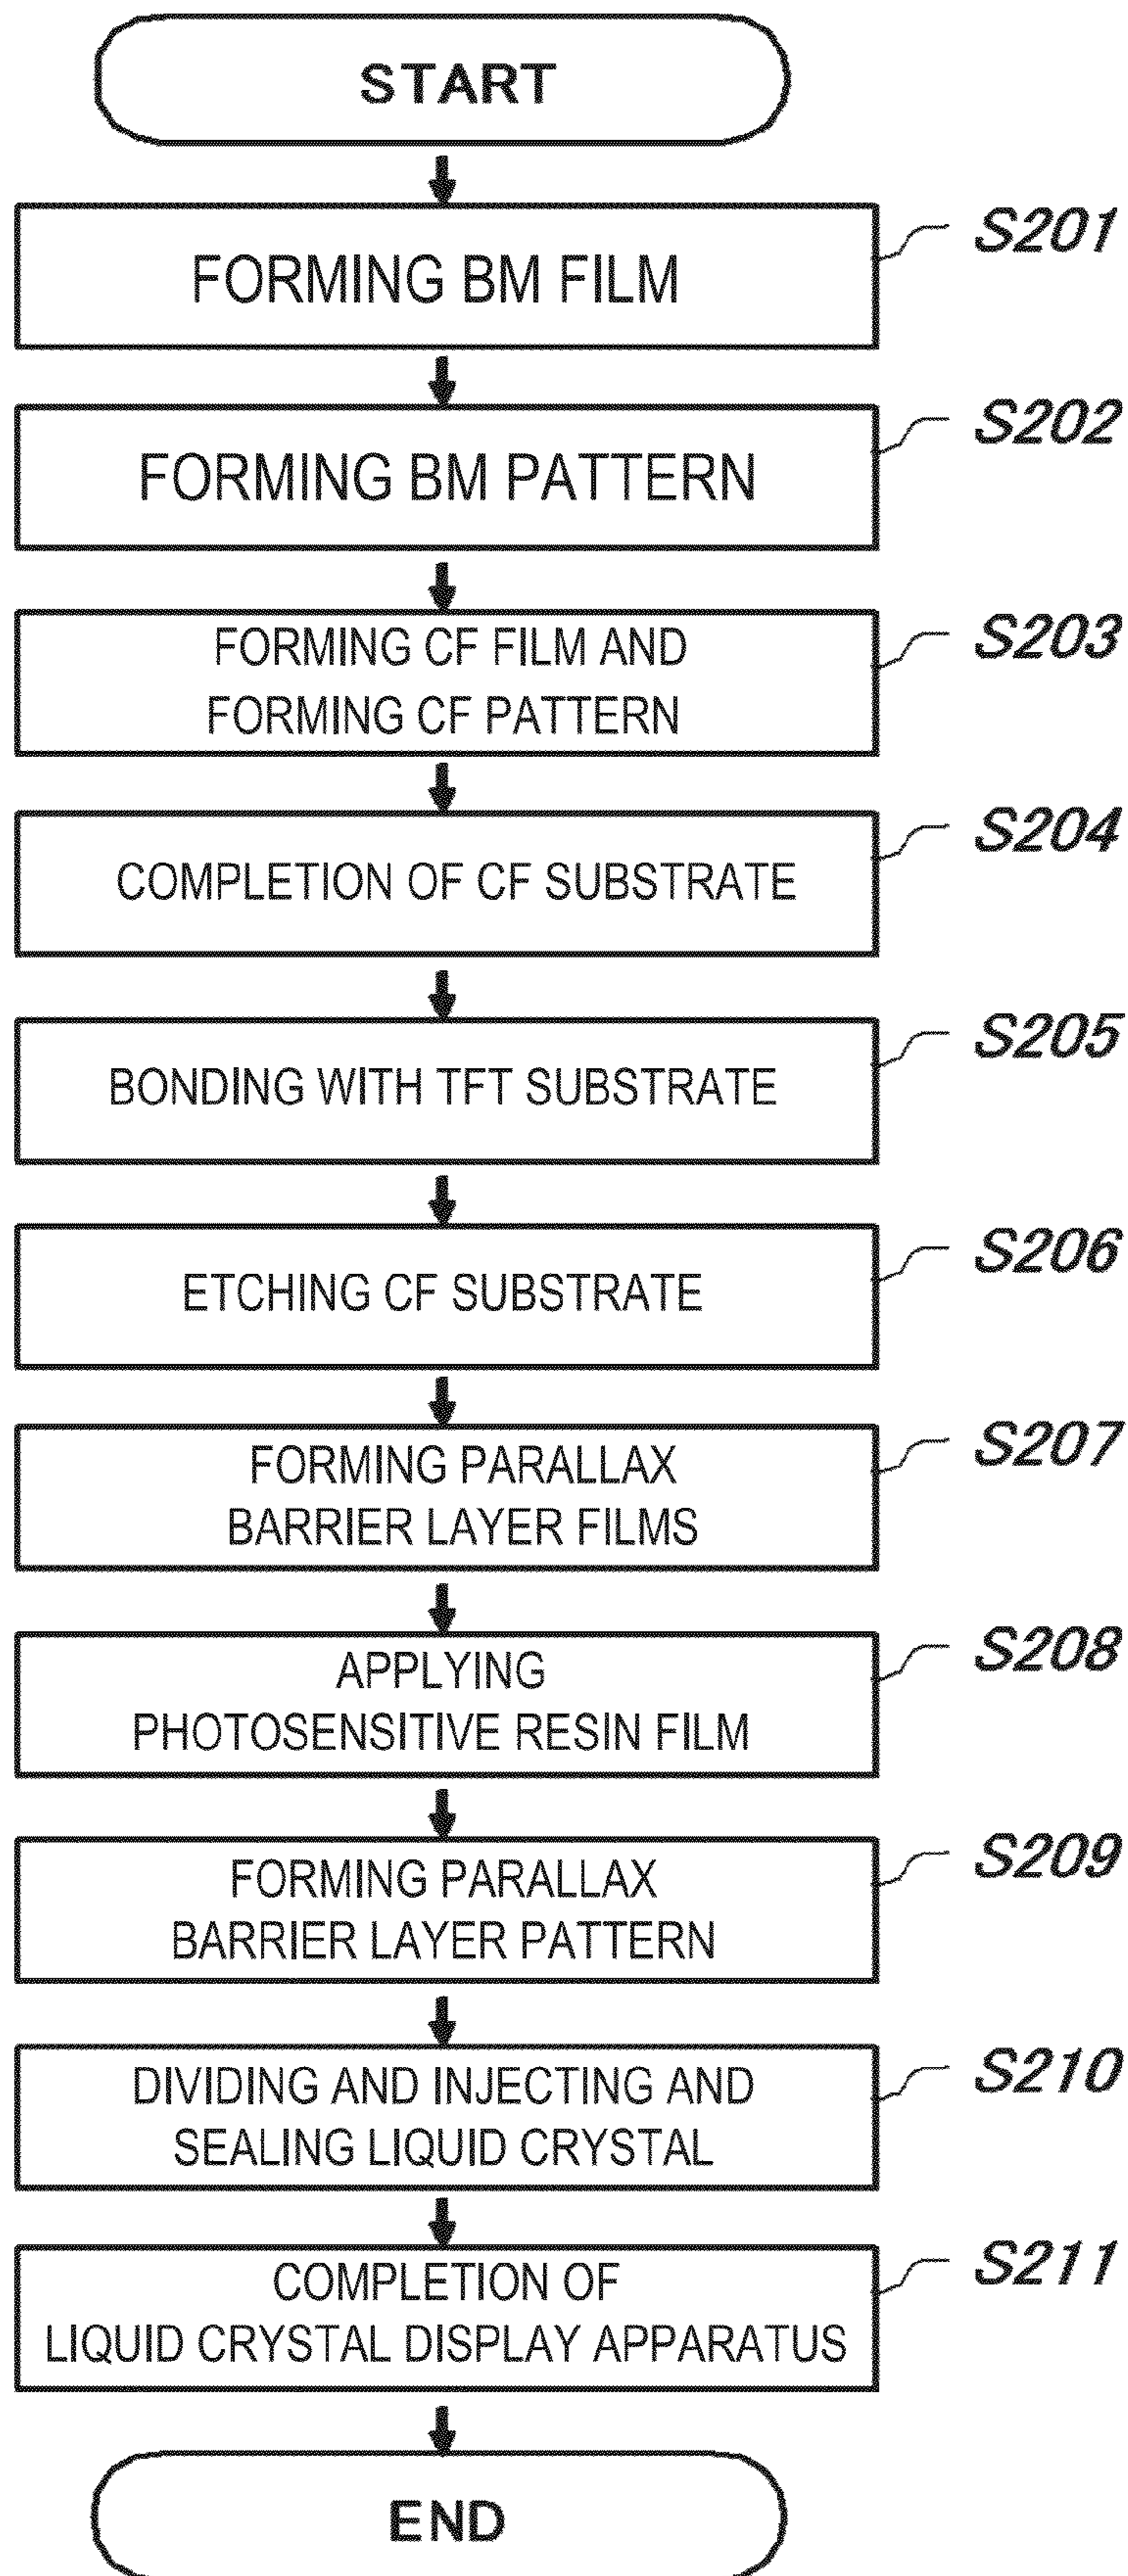 START
FORMING BM FILM
S201
FORMING BM PATTERN
S202
FORMING CF FILM AND
FORMING CF PATTERN
S203
COMPLETION OF CF SUBSTRATE
S204
BONDING WITH TFT SUBSTRATE
S205
ETCHING CF SUBSTRATE
S206
FORMING PARALLAX
BARRIER LAYER FILMS
S207
APPLYING
PHOTOSENSITIVE RESIN FILM
S208
FORMING PARALLAX
BARRIER LAYER PATTERN
S209
DIVIDING AND INJECTING AND
SEALING LIQUID CRYSTAL
S210
COMPLETION OF
LIQUID CRYSTAL DISPLAY APPARATUS
S211
END